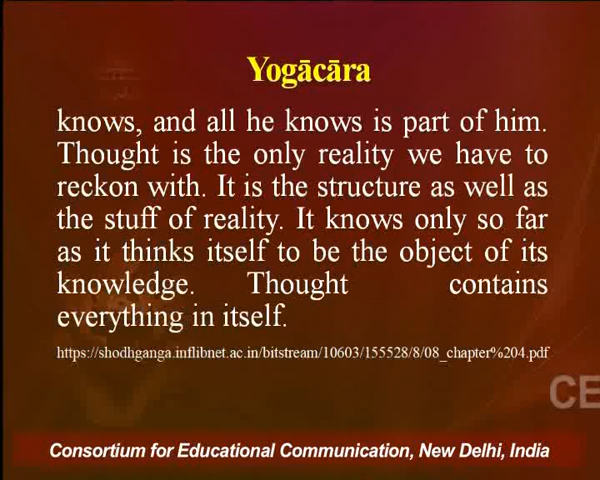 Yogācāra
knows, and all he knows is part of him.
Thought is the only reality we have to
reckon with. It is the structure as well as
the stuff of reality. It knows only so far
as it thinks itself to be the object of its
knowledge. Thought contains
everything in itself.
https://shodhganga.inflibnet.ac.in/bitstream/10603/155528/8/08_chapter%204.pdf
CE
Consortium for Educational Communication, New Delhi, India